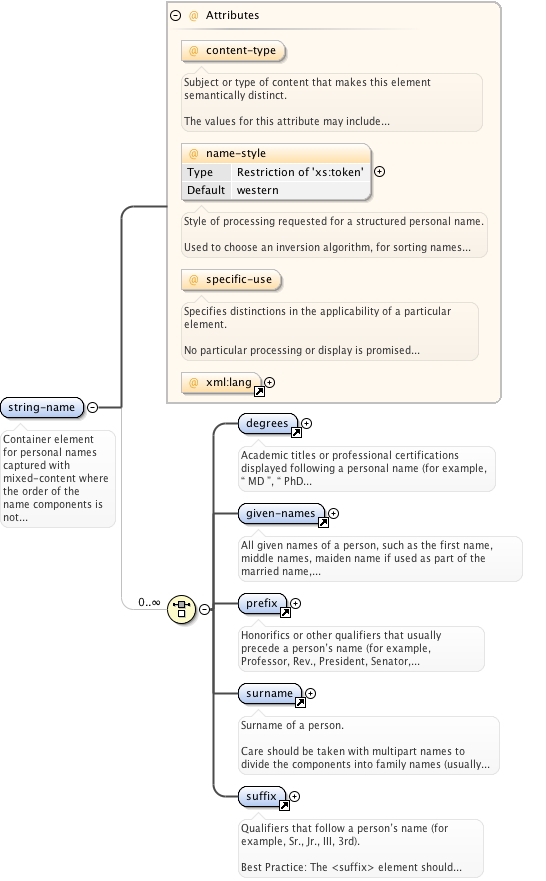 @ Attributes
@ content-type
Subject or type of content that makes this element
semantically distinct.
The values for this attribute may include...
@ name-style
Type Restriction of 'xs:token'
Default western
Style of processing requested for a structured personal name.
Used to choose an inversion algorithm, for sorting names...
@ specific-use
Specifies distinctions in the applicability of a particular
element.
No particular processing or display is promised...
@ xml:lang
string-name
Container element
for personal names
captured with
mixed-content where
the order of the
name components is
not...
0..∞
degrees
Academic titles or professional certifications
displayed following a personal name (for example,
“ MD ”, “ PhD...
given-names
All given names of a person, such as the first name,
middle names, maiden name if used as part of the
married name,...
prefix
Honorifics or other qualifiers that usually
precede a person’s name (for example,
Professor, Rev., President, Senator,...
surname
Surname of a person.
Care should be taken with multipart names to
divide the components into family names (usually...
suffix
Qualifiers that follow a person’s name (for
example, Sr., Jr., III, 3rd).
Best Practice: The <suffix> element should...